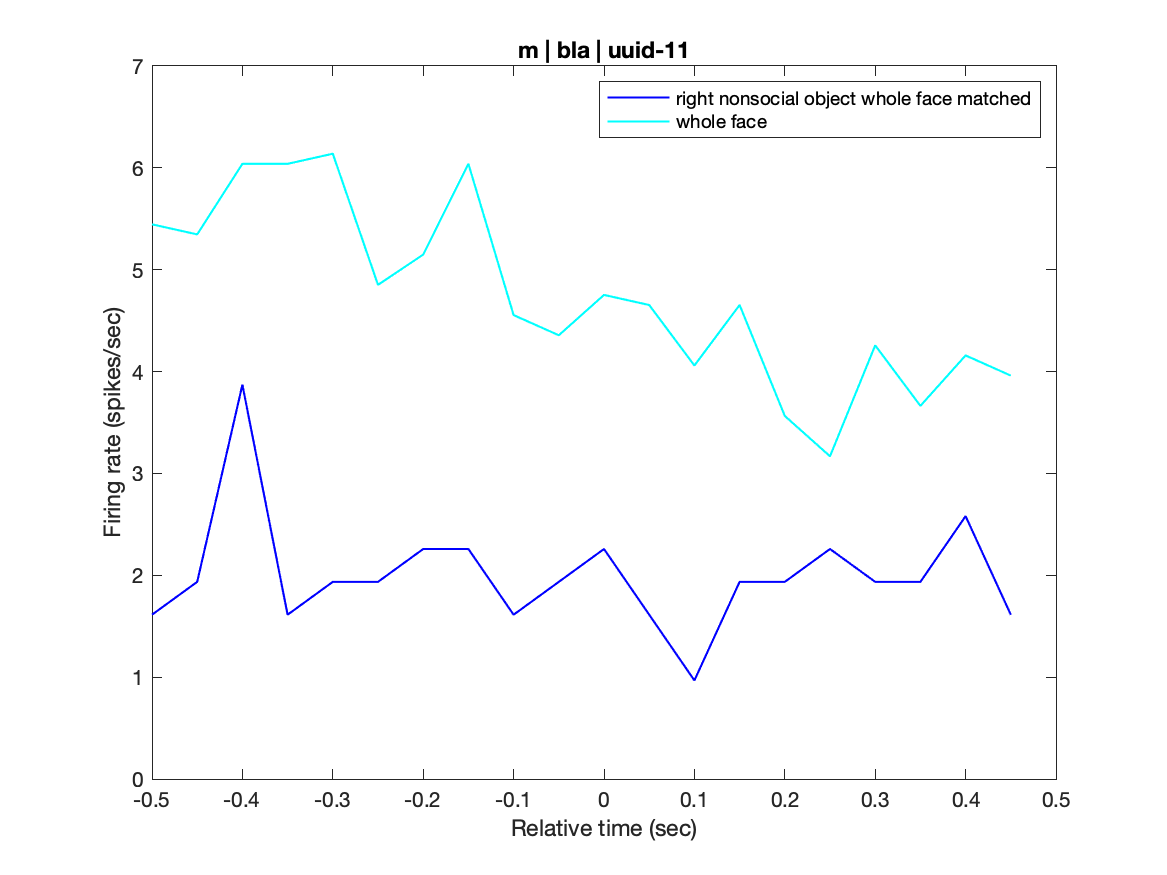 m | bla | uuid-11
right nonsocial object whole face matched
whole face
7
6
5
4
3
2
1
0
Firing rate (spikes/sec)
-0.5 -0.4 -0.3 -0.2 -0.1 0 0.1 0.2 0.3 0.4 0.5
Relative time (sec)